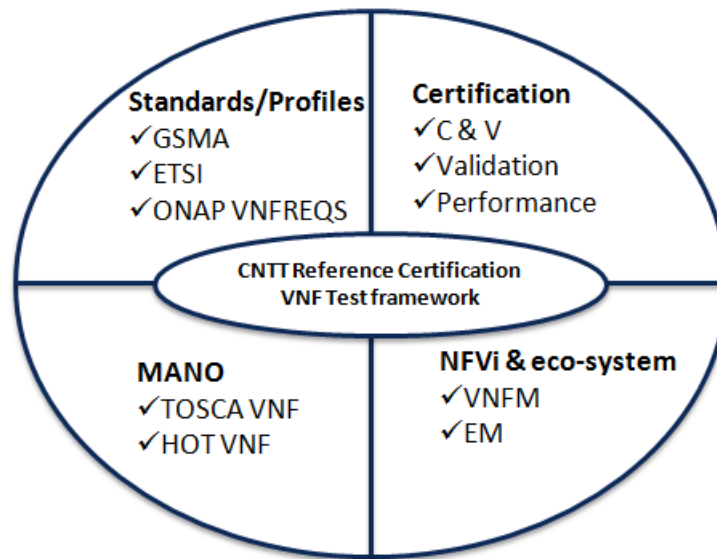 Standards/Profiles
✓GSMA
✓ETSI
✓ONAP VNFREQS
Certification
✓C & V
✓Validation
✓Performance
CNTT Reference Certification
VNF Test framework
MANO
✓TOSCA VNF
✓HOT VNF
NFVi & eco-system
✓VNFM
✓EM